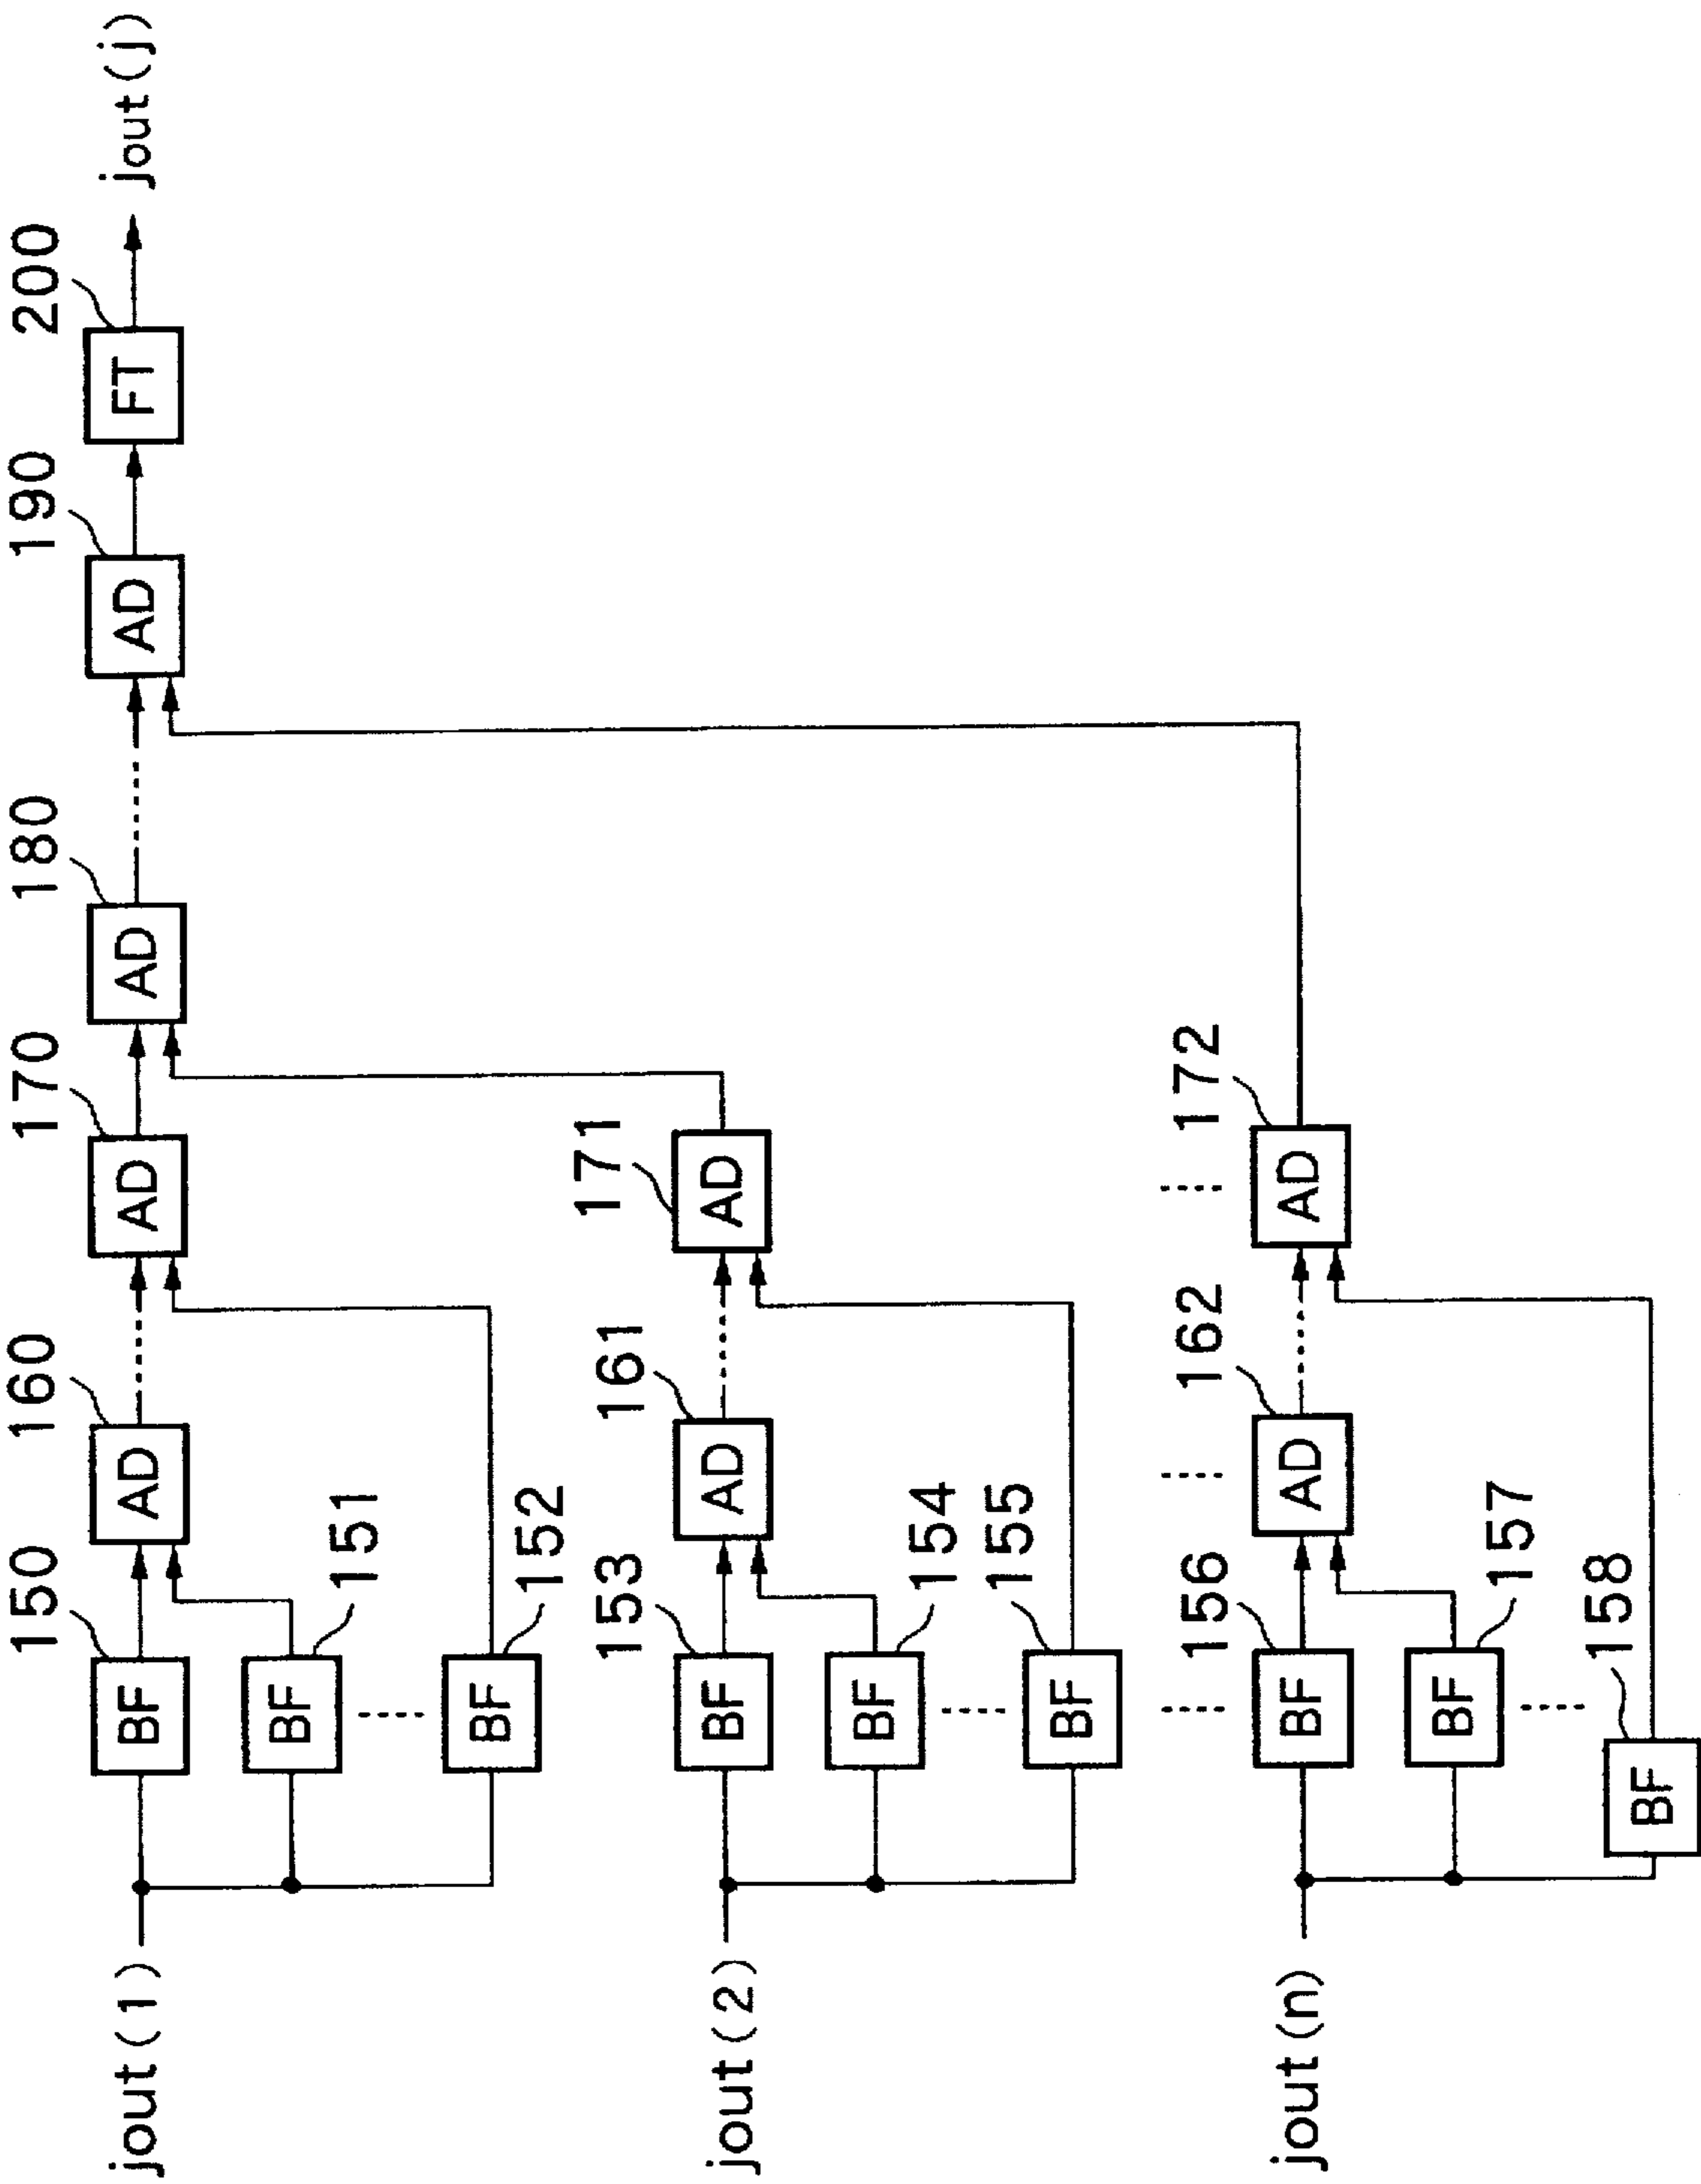 150
160
170
180
190
200
jout(1)
BF
AD
AD
AD
AD
FT
jout(j)
BF
151
BF
152
153
161
171
jout(2)
BF
AD
AD
BF
154
BF
155
156
162
172
jout(n)
BF
AD
AD
BF
157
BF
158